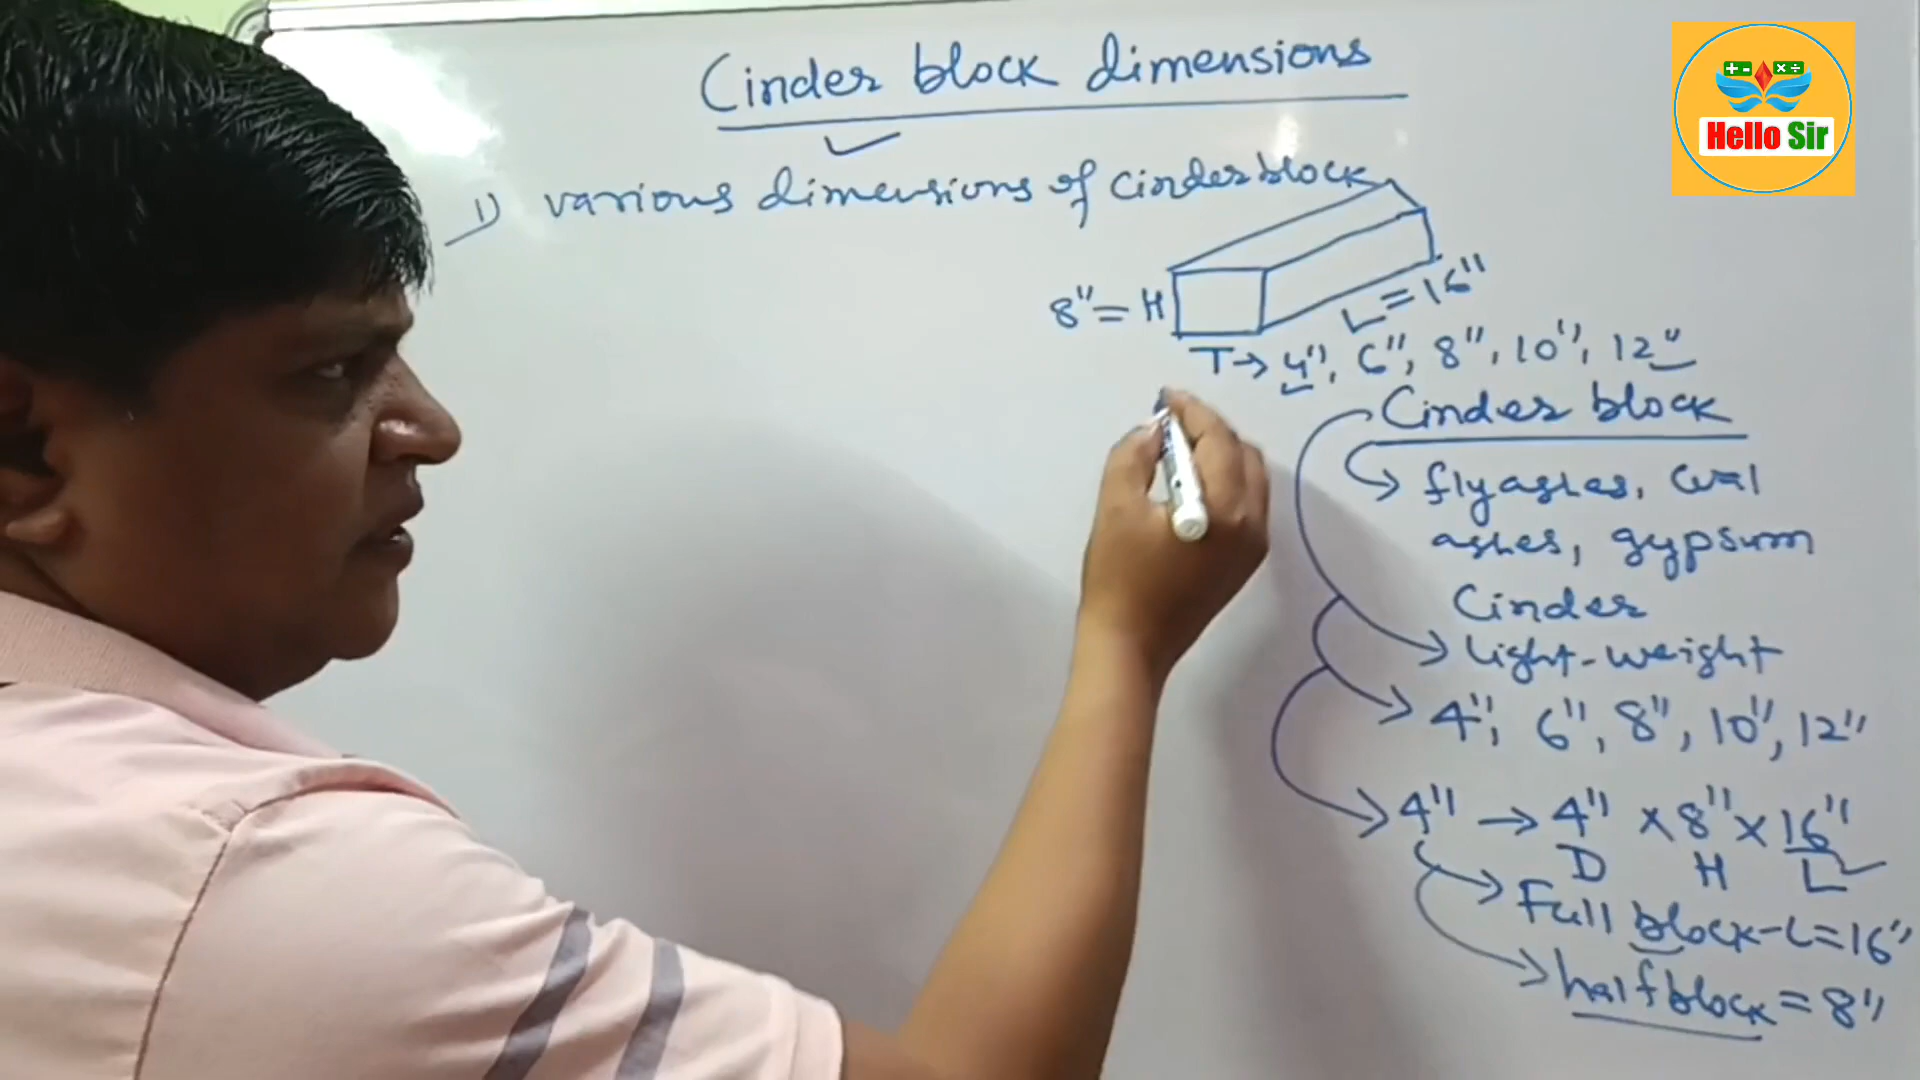 Cinder block dimensions
1) various dimensions of cinder block
8" = H
L = 16"
T → 4", 6", 8", 10", 12"
Cinder block
flyashes, coal
ashes, gypsum
Cinder
light-weight
4", 6", 8", 10", 12"
4" → 4" × 8" × 16"
D H L
Full block - L = 16"
half block = 8"
+ - × ÷
Hello Sir